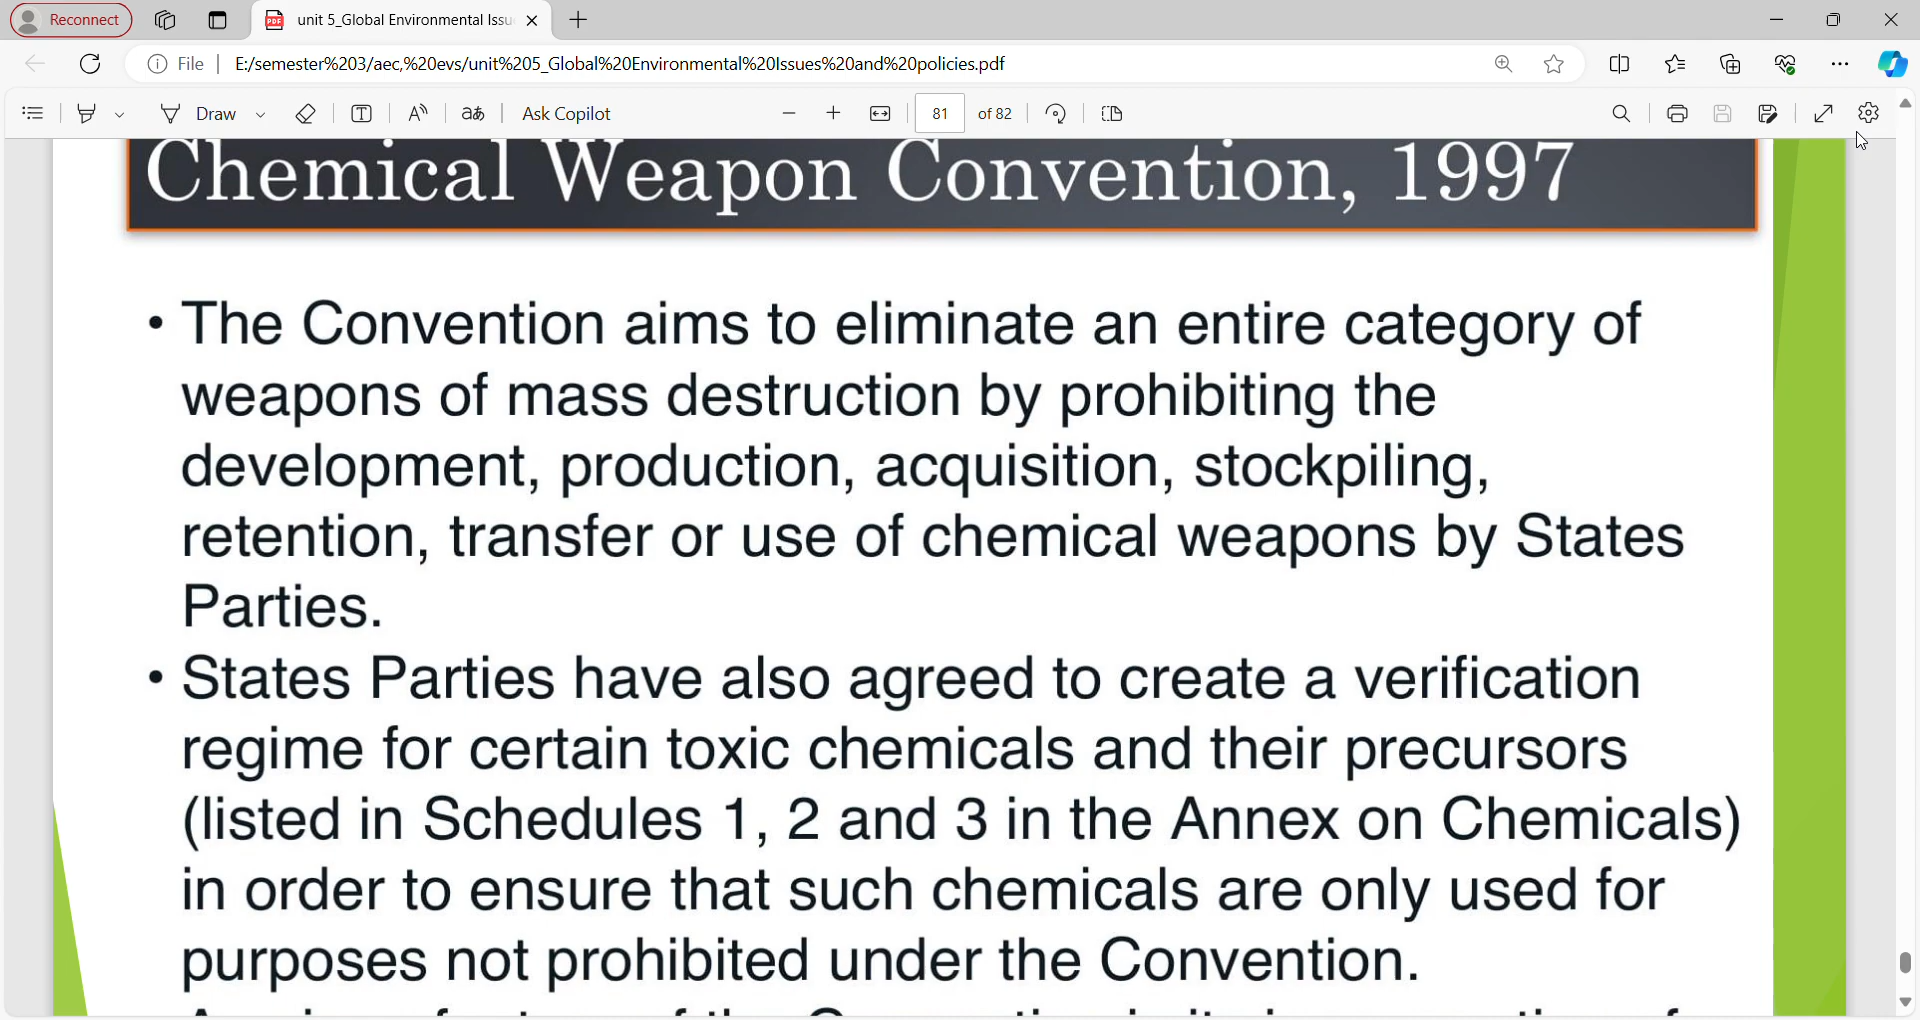 Reconnect
unit 5_Global Environmental Issu
File
E:/semester%203/aec,%20evs/unit%205_Global%20Environmental%20Issues%20and%20policies.pdf
Draw
aあ
Ask Copilot
81
of 82
Chemical Weapon Convention, 1997
• The Convention aims to eliminate an entire category of
weapons of mass destruction by prohibiting the
development, production, acquisition, stockpiling,
retention, transfer or use of chemical weapons by States
Parties.
• States Parties have also agreed to create a verification
regime for certain toxic chemicals and their precursors
(listed in Schedules 1, 2 and 3 in the Annex on Chemicals)
in order to ensure that such chemicals are only used for
purposes not prohibited under the Convention.